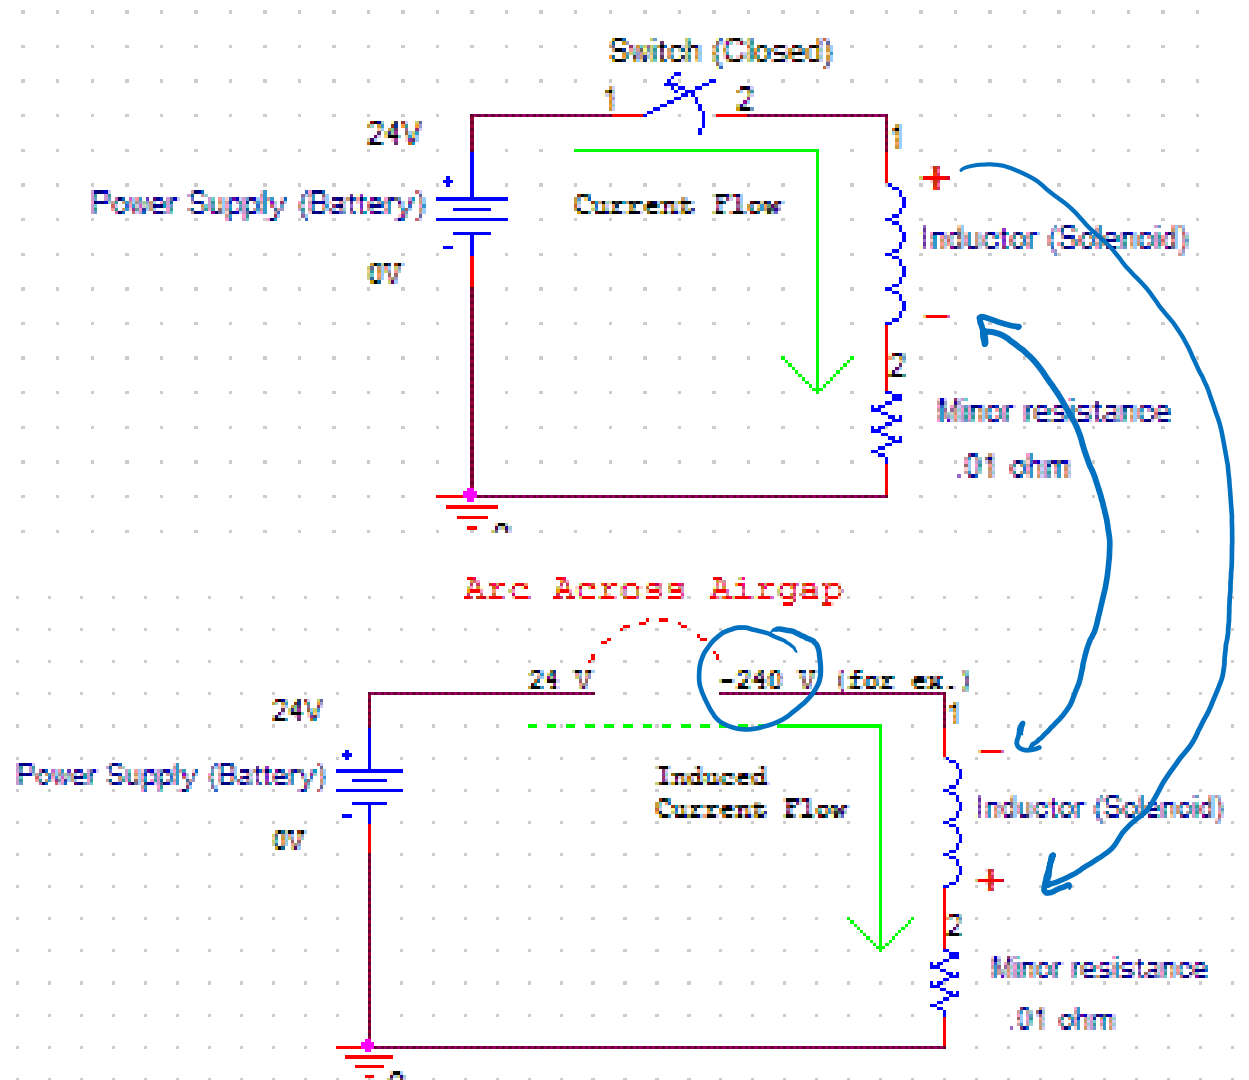 Switch (Closed)
1 2
24V
1
+
Power Supply (Battery)
+
-
Current Flow
Inductor (Solenoid)
0V
−
2
Minor resistance
.01 ohm
Arc Across Airgap
24 V -240 V (for ex.)
24V
1
−
+
Power Supply (Battery)
-
Induced
Current Flow
Inductor (Solenoid)
0V
+
2
Minor resistance
.01 ohm